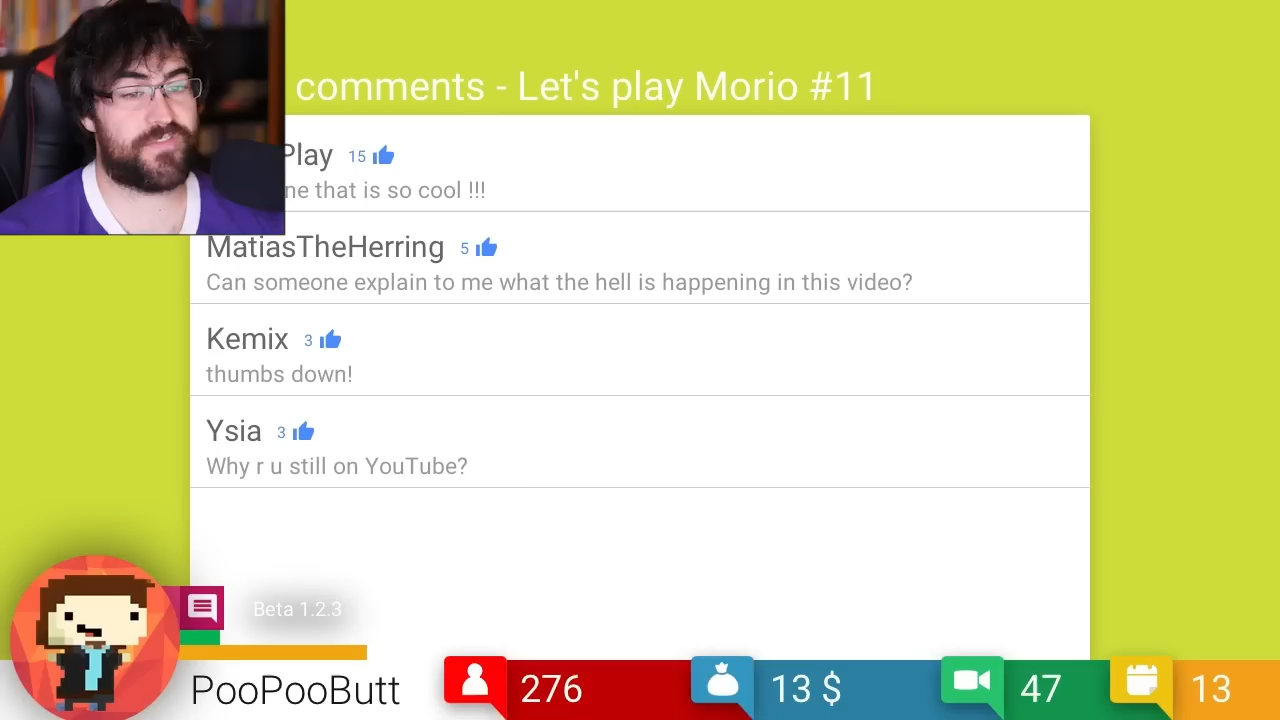 comments - Let's play Morio #11
Play 15
ne that is so cool !!!
MatiasTheHerring 5
Can someone explain to me what the hell is happening in this video?
Kemix 3
thumbs down!
Ysia 3
Why r u still on YouTube?
Beta 1.2.3
PooPooButt 276 13 $ 47 13